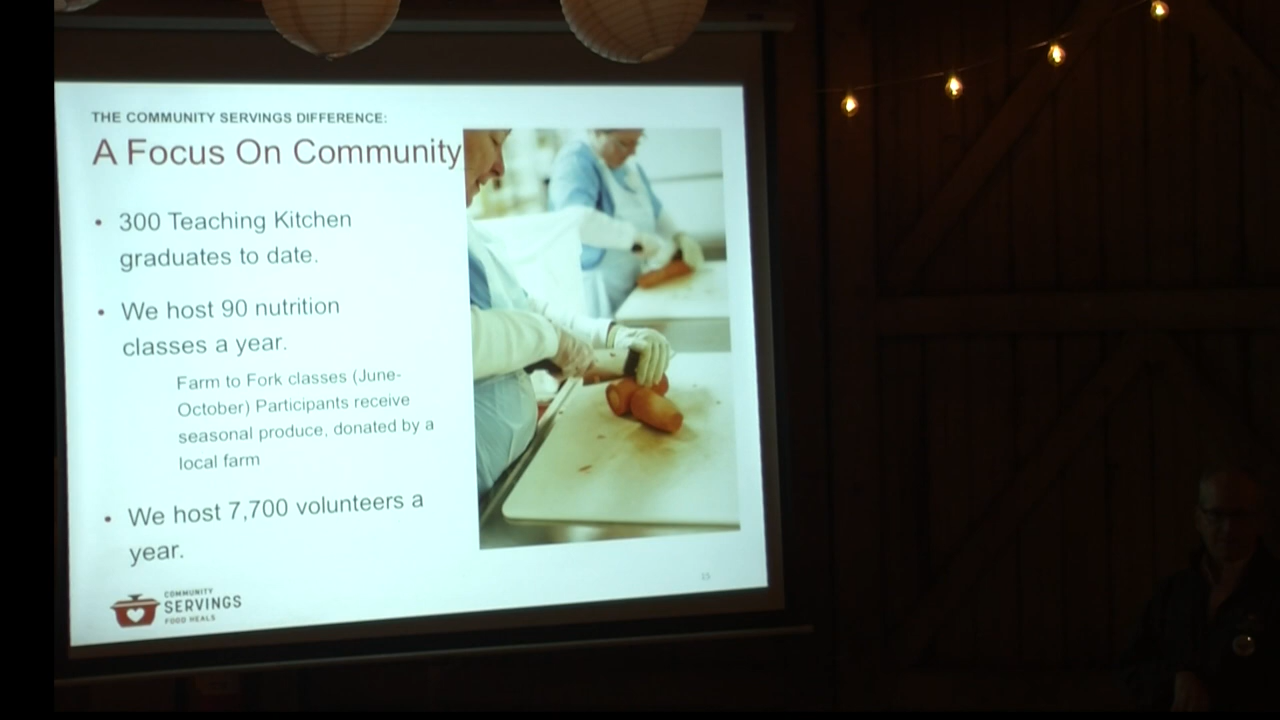 THE COMMUNITY SERVINGS DIFFERENCE:
A Focus On Community
• 300 Teaching Kitchen
graduates to date.
• We host 90 nutrition
classes a year.
Farm to Fork classes (June-
October) Participants receive
seasonal produce, donated by a
local farm
• We host 7,700 volunteers a
year.
COMMUNITY
SERVINGS
FOOD HEALS
15